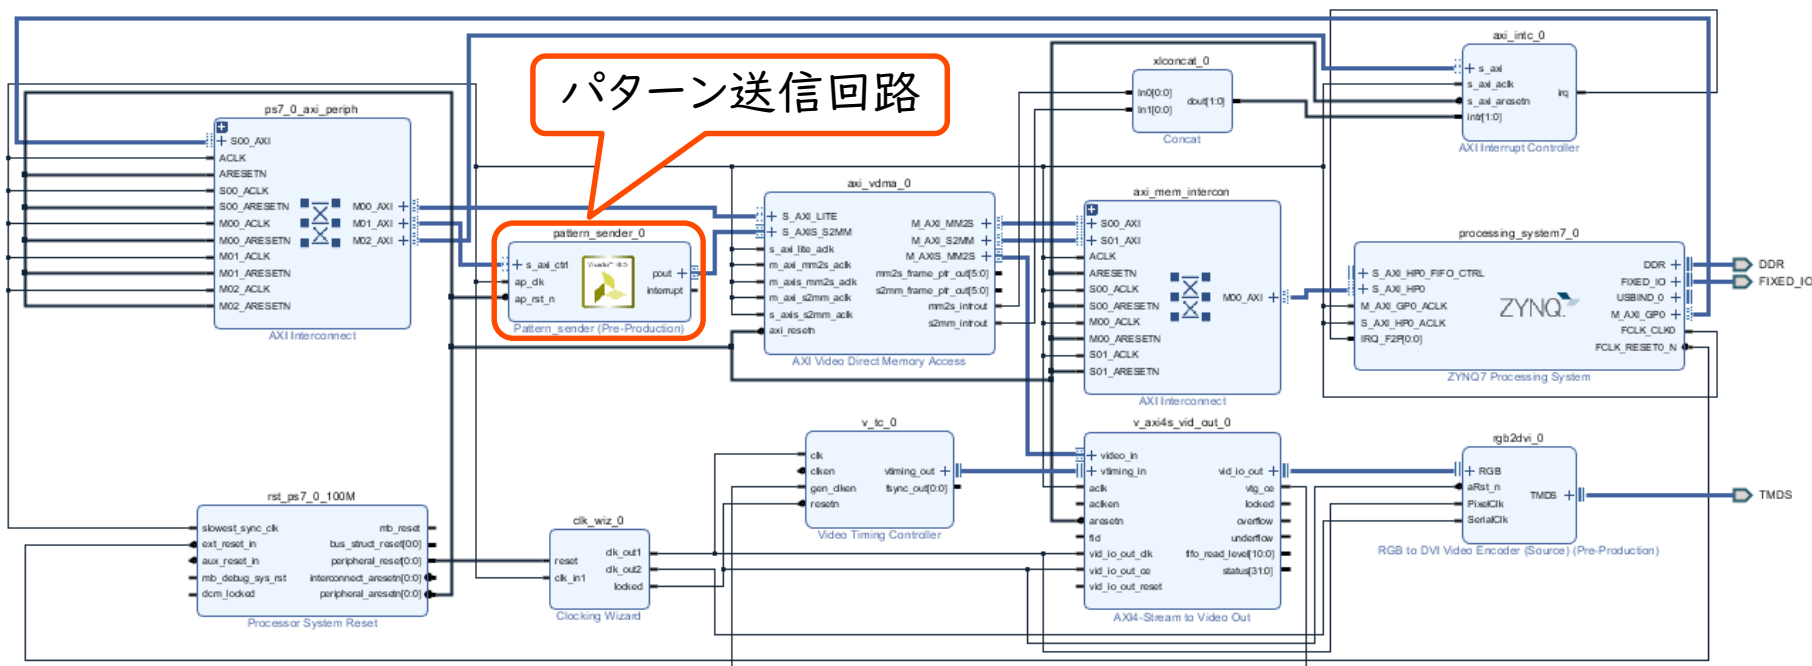 パターン送信回路
ps7_0_axi_periph
S00_AXI
ACLK
ARESETN
S00_ACLK
S00_ARESETN
M00_ACLK
M00_ARESETN
M01_ACLK
M01_ARESETN
M02_ACLK
M02_ARESETN
M00_AXI
M01_AXI
M02_AXI
AXI Interconnect
pattern_sender_0
s_axi_ctrl
ap_clk
ap_rst_n
pout
interrupt
Pattern_sender (Pre-Production)
axi_vdma_0
S_AXI_LITE
S_AXIS_S2MM
s_axi_lite_aclk
m_axi_mm2s_aclk
m_axis_mm2s_aclk
m_axi_s2mm_aclk
s_axis_s2mm_aclk
axi_resetn
M_AXI_MM2S
M_AXI_S2MM
M_AXIS_MM2S
mm2s_frame_ptr_out[5:0]
s2mm_frame_ptr_out[5:0]
mm2s_introut
s2mm_introut
AXI Video Direct Memory Access
xlconcat_0
In0[0:0]
In1[0:0]
dout[1:0]
Concat
axi_intc_0
s_axi
s_axi_aclk
s_axi_aresetn
intr[1:0]
irq
AXI Interrupt Controller
axi_mem_intercon
S00_AXI
S01_AXI
ACLK
ARESETN
S00_ACLK
S00_ARESETN
M00_ACLK
M00_ARESETN
S01_ACLK
S01_ARESETN
M00_AXI
AXI Interconnect
processing_system7_0
S_AXI_HP0_FIFO_CTRL
S_AXI_HP0
M_AXI_GP0_ACLK
S_AXI_HP0_ACLK
IRQ_F2P[0:0]
ZYNQ
DDR
FIXED_IO
USBIND_0
M_AXI_GP0
FCLK_CLK0
FCLK_RESET0_N
ZYNQ7 Processing System
DDR
FIXED_IO
rst_ps7_0_100M
slowest_sync_clk
ext_reset_in
aux_reset_in
mb_debug_sys_rst
dcm_locked
mb_reset
bus_struct_reset[0:0]
peripheral_reset[0:0]
interconnect_aresetn[0:0]
peripheral_aresetn[0:0]
Processor System Reset
clk_wiz_0
reset
clk_in1
clk_out1
clk_out2
locked
Clocking Wizard
v_tc_0
clk
clken
gen_clken
resetn
vtiming_out
fsync_out[0:0]
Video Timing Controller
v_axi4s_vid_out_0
video_in
vtiming_in
aclk
aclken
aresetn
fid
vid_io_out_clk
vid_io_out_ce
vid_io_out_reset
vid_io_out
vtg_ce
locked
overflow
underflow
fifo_read_level[10:0]
status[31:0]
AXI4-Stream to Video Out
rgb2dvi_0
RGB
aRst_n
PixelClk
SerialClk
TMDS
RGB to DVI Video Encoder (Source) (Pre-Production)
TMDS